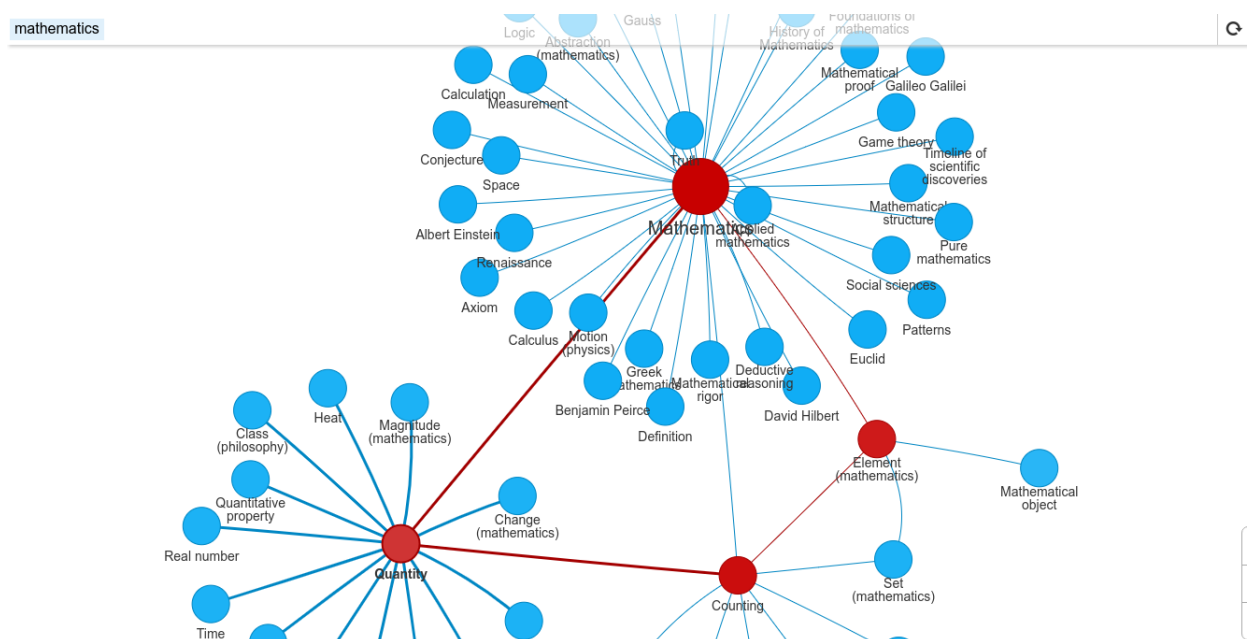 mathematics
Logic
Abstraction
(mathematics)
Gauss
History of
Mathematics
Foundations of
mathematics
Calculation
Measurement
Mathematical
proof
Galileo Galilei
Conjecture
Space
Truth
Game theory
Timeline of
scientific
discoveries
Albert Einstein
Renaissance
Mathematics
Applied
mathematics
Mathematical
structure
Pure
mathematics
Axiom
Social sciences
Calculus
Motion
(physics)
Patterns
Euclid
Greek
mathematics
Mathematical
rigor
Deductive
reasoning
Benjamin Peirce
Definition
David Hilbert
Heat
Class
(philosophy)
Magnitude
(mathematics)
Element
(mathematics)
Mathematical
object
Quantitative
property
Change
(mathematics)
Real number
Quantity
Counting
Set
(mathematics)
Time